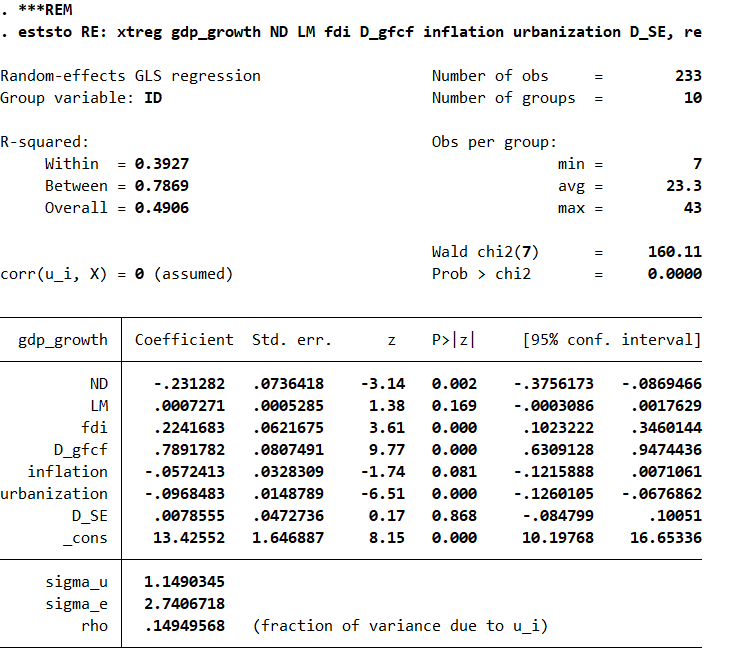 . ***REM
. eststo RE: xtreg gdp_growth ND LM fdi D_gfcf inflation urbanization D_SE, re
Random-effects GLS regression Number of obs = 233
Group variable: ID Number of groups = 10
R-squared: Obs per group:
Within = 0.3927 min = 7
Between = 0.7869 avg = 23.3
Overall = 0.4906 max = 43
Wald chi2(7) = 160.11
corr(u_i, X) = 0 (assumed) Prob > chi2 = 0.0000
gdp_growth Coefficient Std. err. z P>|z| [95% conf. interval]
ND -.231282 .0736418 -3.14 0.002 -.3756173 -.0869466
LM .0007271 .0005285 1.38 0.169 -.0003086 .0017629
fdi .2241683 .0621675 3.61 0.000 .1023222 .3460144
D_gfcf .7891782 .0807491 9.77 0.000 .6309128 .9474436
inflation -.0572413 .0328309 -1.74 0.081 -.1215888 .0071061
urbanization -.0968483 .0148789 -6.51 0.000 -.1260105 -.0676862
D_SE .0078555 .0472736 0.17 0.868 -.084799 .10051
_cons 13.42552 1.646887 8.15 0.000 10.19768 16.65336
sigma_u 1.1490345
sigma_e 2.7406718
rho .14949568 (fraction of variance due to u_i)